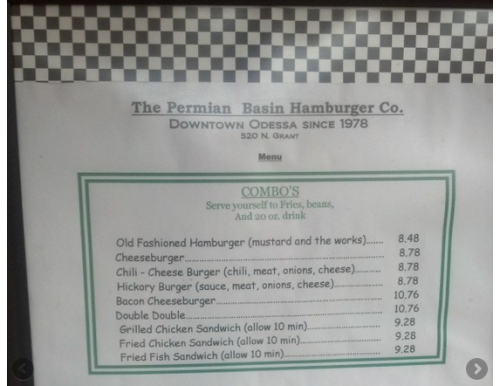 The Permian Basin Hamburger Co.
DOWNTOWN ODESSA SINCE 1978
520 N. GRANT
Menu
COMBO'S
Serve yourself to Fries, beans,
And 20 oz. drink
Old Fashioned Hamburger (mustard and the works)...... 8.48
Cheeseburger...... 8.78
Chili - Cheese Burger (chili, meat, onions, cheese)...... 8.78
Hickory Burger (sauce, meat, onions, cheese)...... 8.78
Bacon Cheeseburger...... 10.76
Double Double...... 10.76
Grilled Chicken Sandwich (allow 10 min)...... 9.28
Fried Chicken Sandwich (allow 10 min)...... 9.28
Fried Fish Sandwich (allow 10 min)...... 9.28